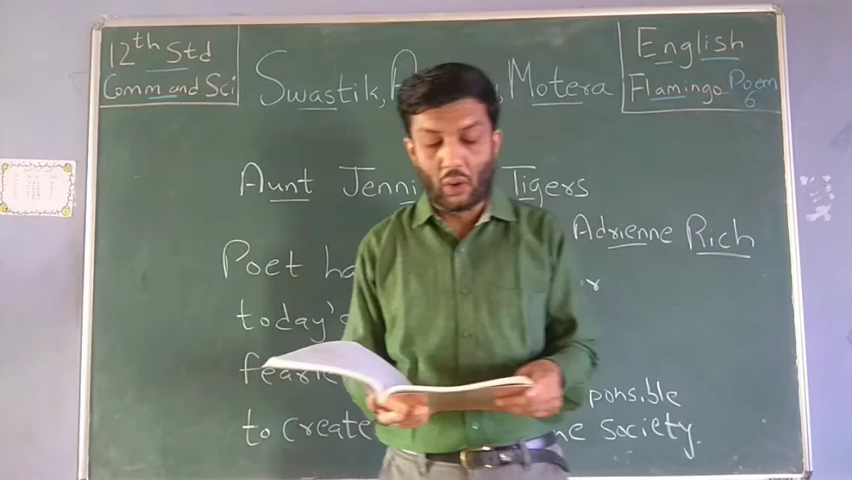 12th Std
Comm and Sci
Swastik, A , Motera
English
Flamingo Poem
6
Aunt Jenni Tigers
Adrienne Rich
Poet ha
today's
fearle
ponsible
to create ne society.